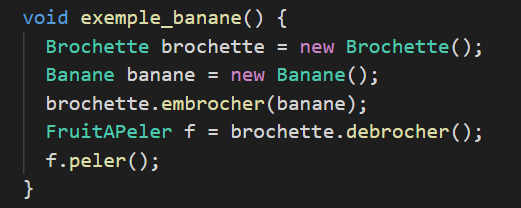 void exemple_banane() {
  Brochette brochette = new Brochette();
  Banane banane = new Banane();
  brochette.embrocher(banane);
  FruitAPeler f = brochette.debrocher();
  f.peler();
}